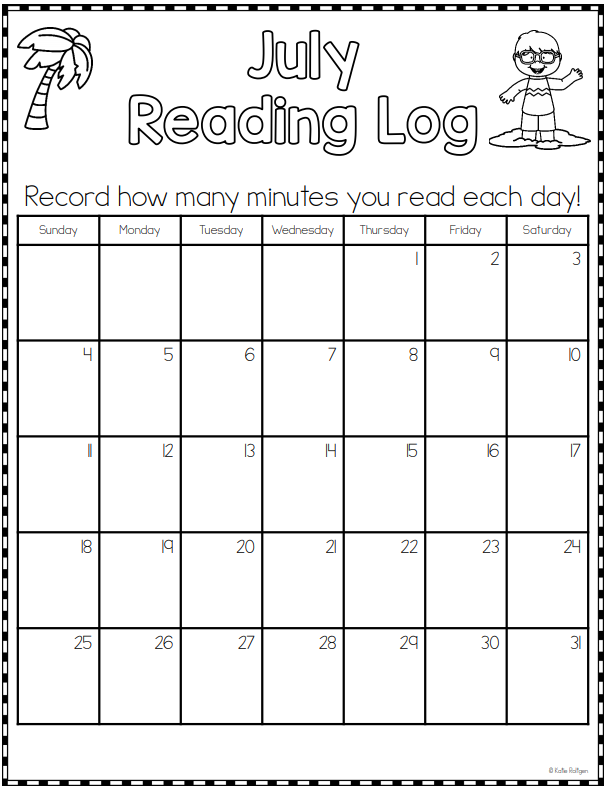 July
Reading Log
Record how many minutes you read each day!
Sunday Monday Tuesday Wednesday Thursday Friday Saturday
1 2 3
4 5 6 7 8 9 10
11 12 13 14 15 16 17
18 19 20 21 22 23 24
25 26 27 28 29 30 31
© Katie Roltgen